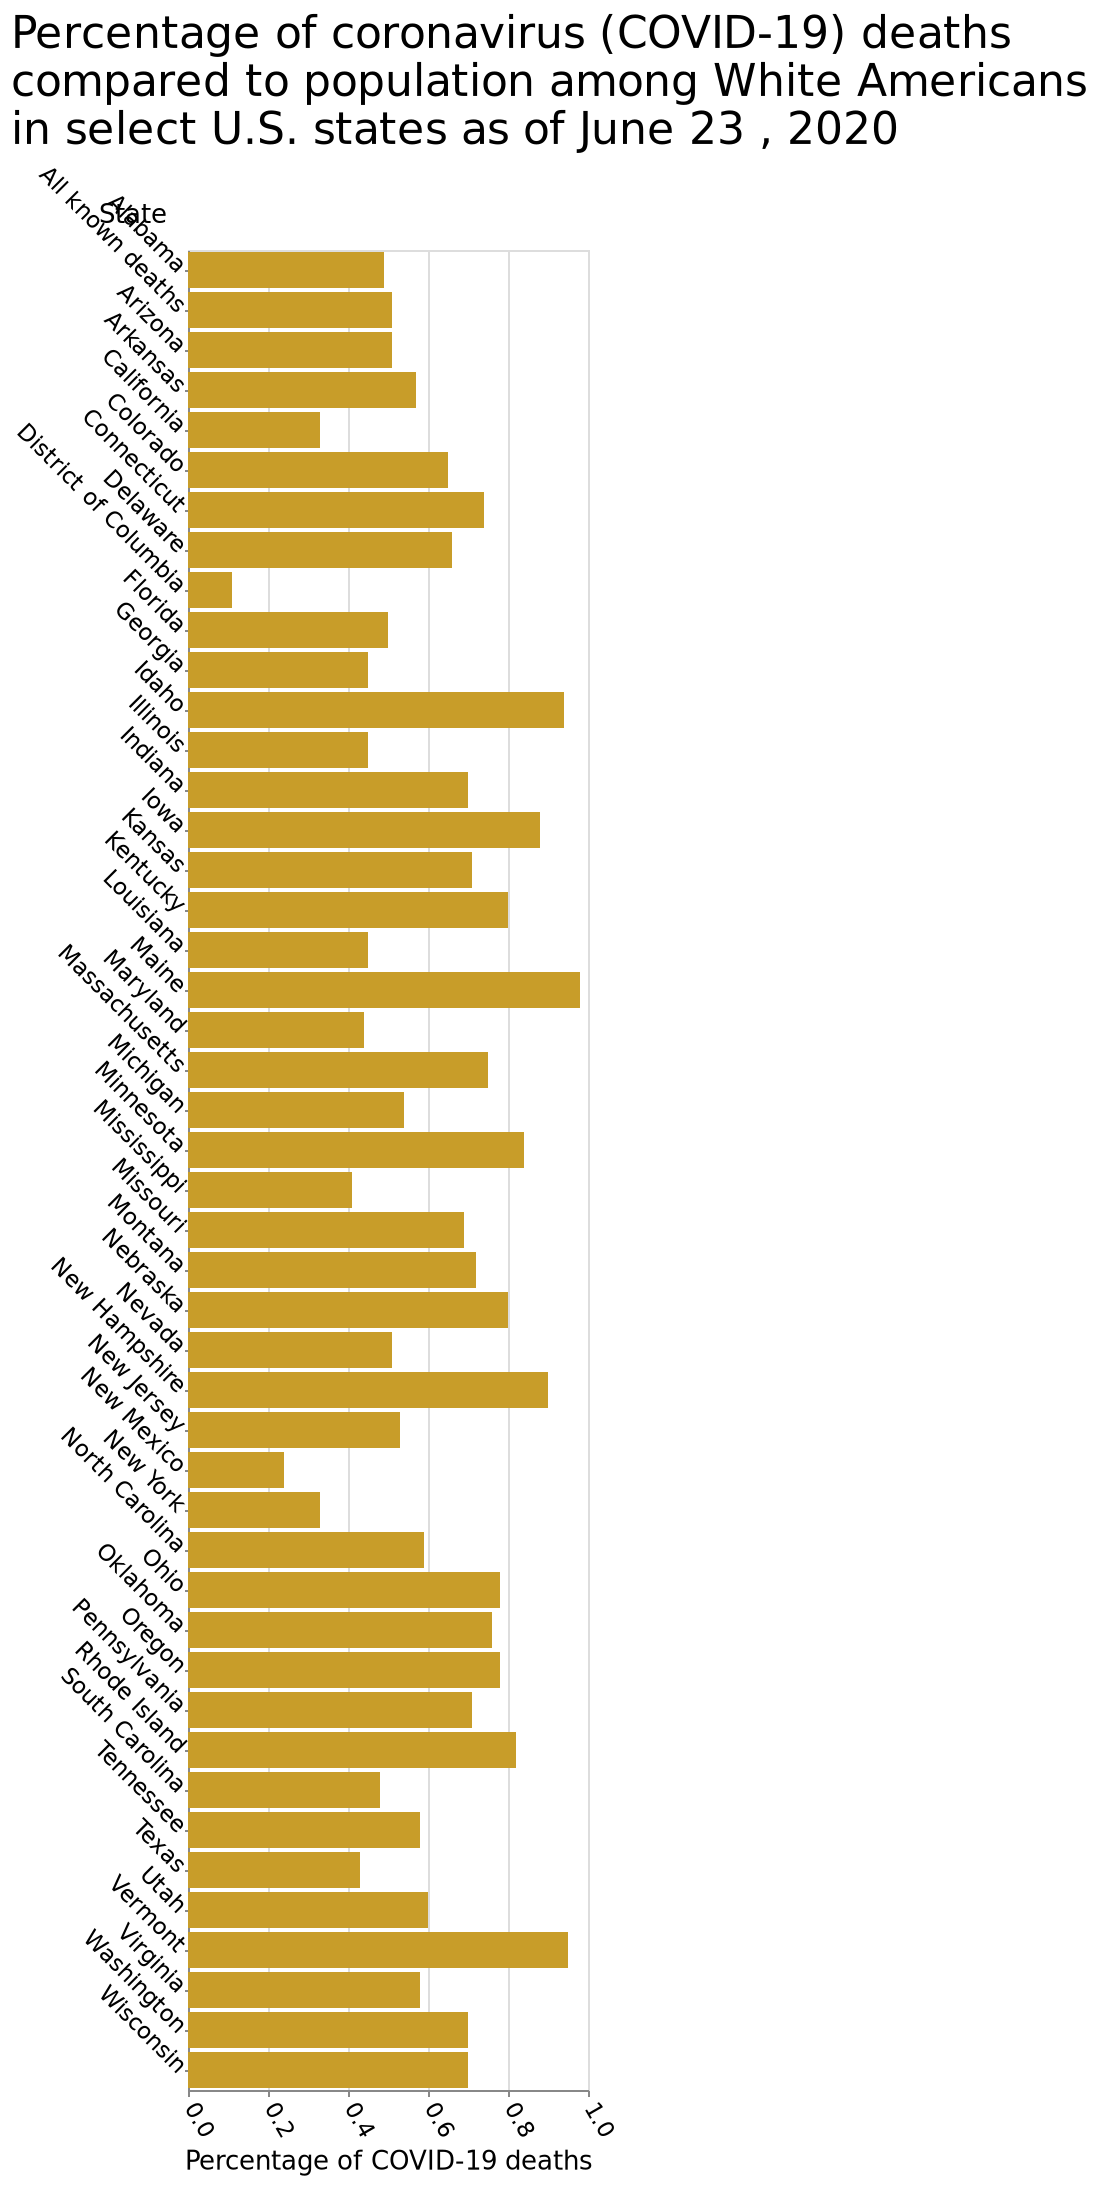 Percentage of coronavirus (COVID-19) deaths
compared to population among White Americans
in select U.S. states as of June 23 , 2020
State
Alabama
All known deaths
Arizona
Arkansas
California
Colorado
Connecticut
Delaware
District of Columbia
Florida
Georgia
Idaho
Illinois
Indiana
Iowa
Kansas
Kentucky
Louisiana
Maine
Maryland
Massachusetts
Michigan
Minnesota
Mississippi
Missouri
Montana
Nebraska
Nevada
New Hampshire
New Jersey
New Mexico
New York
North Carolina
Ohio
Oklahoma
Oregon
Pennsylvania
Rhode Island
South Carolina
Tennessee
Texas
Utah
Vermont
Virginia
Washington
Wisconsin
0.0 0.2 0.4 0.6 0.8 1.0
Percentage of COVID-19 deaths